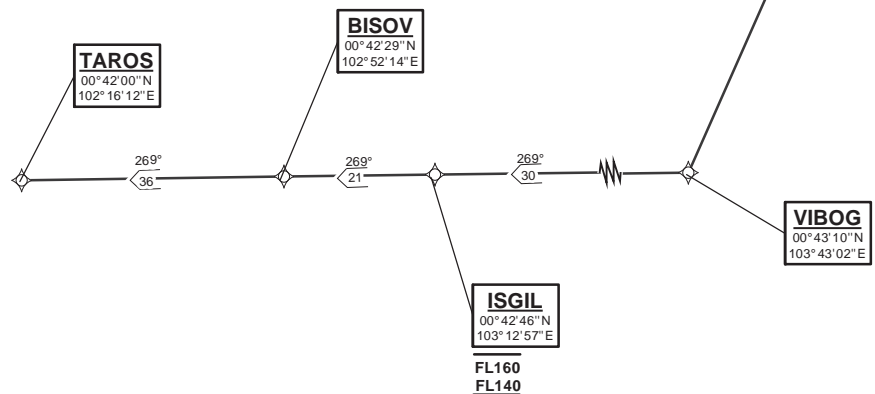 BISOV
00°42'29"N
102°52'14"E
TAROS
00°42'00"N
102°16'12"E
269°
36
269°
21
269°
30
VIBOG
00°43'10"N
103°43'02"E
ISGIL
00°42'46"N
103°12'57"E
FL160
FL140